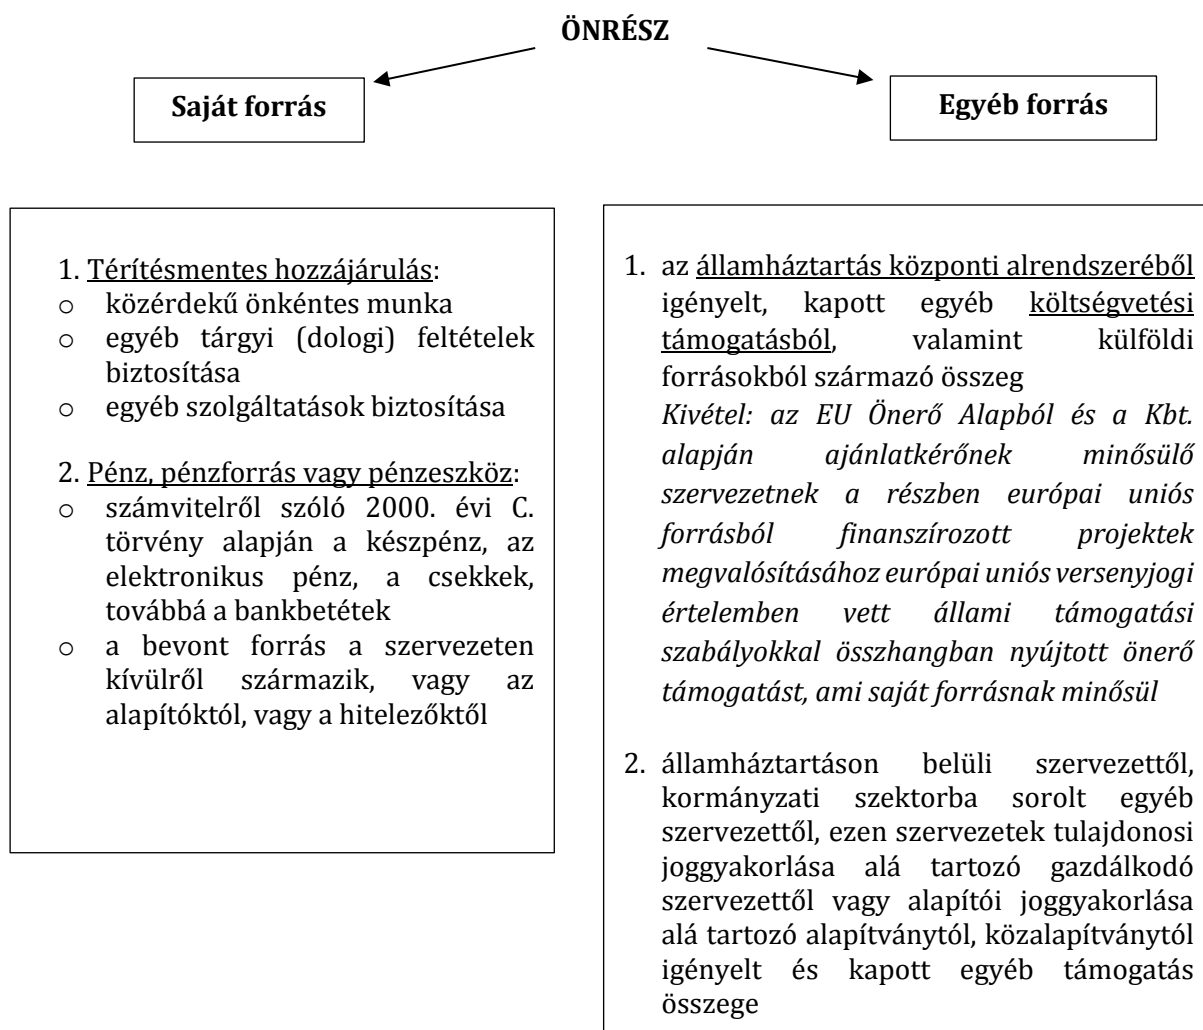 ÖNRÉSZ
Saját forrás
Egyéb forrás
1. Térítésmentes hozzájárulás:
o közérdekű önkéntes munka
o egyéb tárgyi (dologi) feltételek
biztosítása
o egyéb szolgáltatások biztosítása
2. Pénz, pénzforrás vagy pénzeszköz:
o számvitelről szóló 2000. évi C.
törvény alapján a készpénz, az
elektronikus pénz, a csekkek,
továbbá a bankbetétek
o a bevont forrás a szervezeten
kívülről származik, vagy az
alapítóktól, vagy a hitelezőktől
1. az államháztartás központi alrendszeréből
igényelt, kapott egyéb költségvetési
támogatásból, valamint külföldi
forrásokból származó összeg
Kivétel: az EU Önerő Alapból és a Kbt.
alapján ajánlatkérőnek minősülő
szervezetnek a részben európai uniós
forrásból finanszírozott projektek
megvalósításához európai uniós versenyjogi
értelemben vett állami támogatási
szabályokkal összhangban nyújtott önerő
támogatást, ami saját forrásnak minősül
2. államháztartáson belüli szervezettől,
kormányzati szektorba sorolt egyéb
szervezettől, ezen szervezetek tulajdonosi
joggyakorlása alá tartozó gazdálkodó
szervezettől vagy alapítói joggyakorlása
alá tartozó alapítványtól, közalapítványtól
igényelt és kapott egyéb támogatás
összege